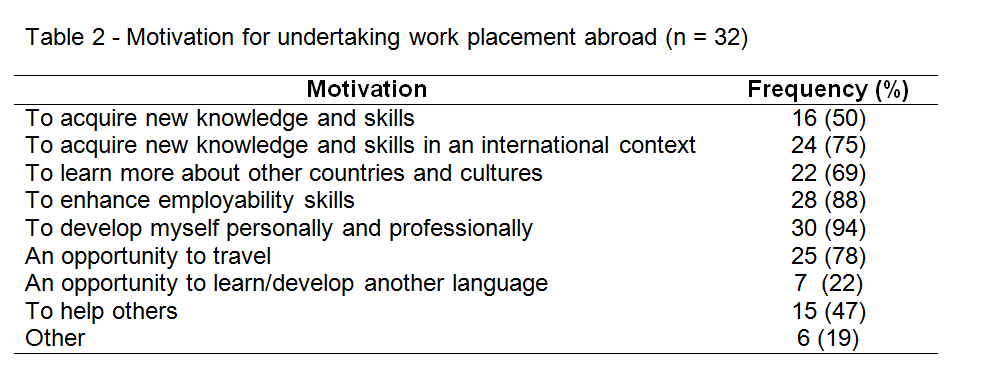 Table 2 - Motivation for undertaking work placement abroad (n = 32)
Motivation Frequency (%)
To acquire new knowledge and skills 16 (50)
To acquire new knowledge and skills in an international context 24 (75)
To learn more about other countries and cultures 22 (69)
To enhance employability skills 28 (88)
To develop myself personally and professionally 30 (94)
An opportunity to travel 25 (78)
An opportunity to learn/develop another language 7 (22)
To help others 15 (47)
Other 6 (19)